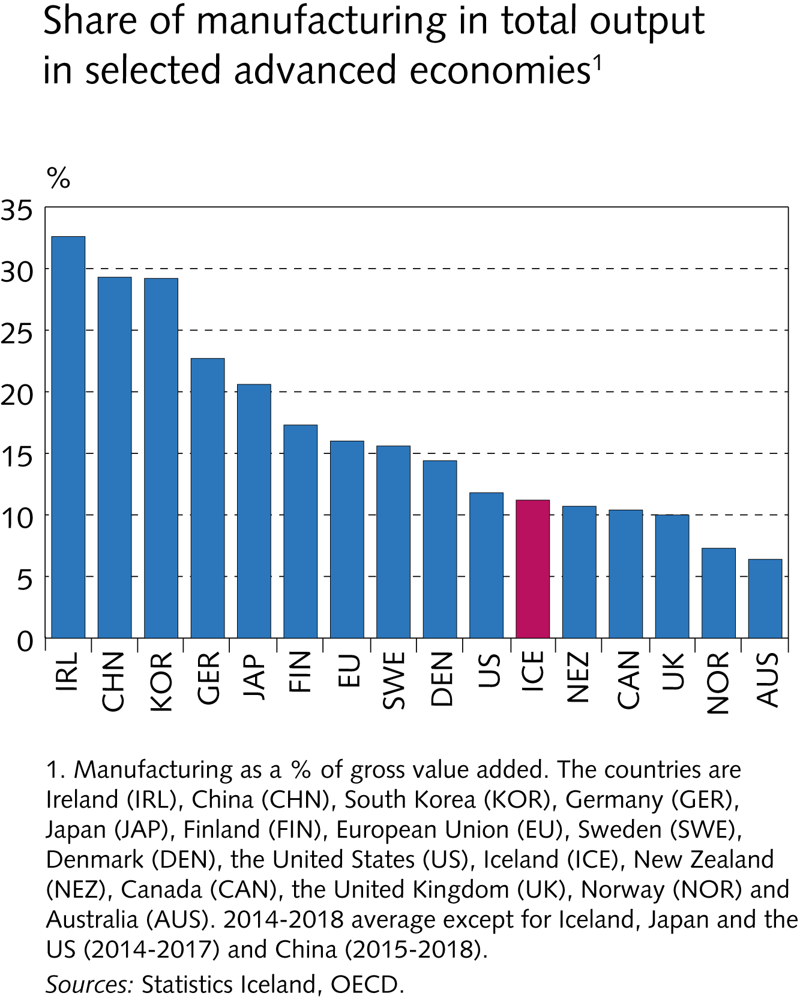 Share of manufacturing in total output
in selected advanced economies¹
%
35
30
25
20
15
10
5
0
IRL
CHN
KOR
GER
JAP
FIN
EU
SWE
DEN
US
ICE
NEZ
CAN
UK
NOR
AUS
1. Manufacturing as a % of gross value added. The countries are
Ireland (IRL), China (CHN), South Korea (KOR), Germany (GER),
Japan (JAP), Finland (FIN), European Union (EU), Sweden (SWE),
Denmark (DEN), the United States (US), Iceland (ICE), New Zealand
(NEZ), Canada (CAN), the United Kingdom (UK), Norway (NOR) and
Australia (AUS). 2014-2018 average except for Iceland, Japan and the
US (2014-2017) and China (2015-2018).
Sources: Statistics Iceland, OECD.